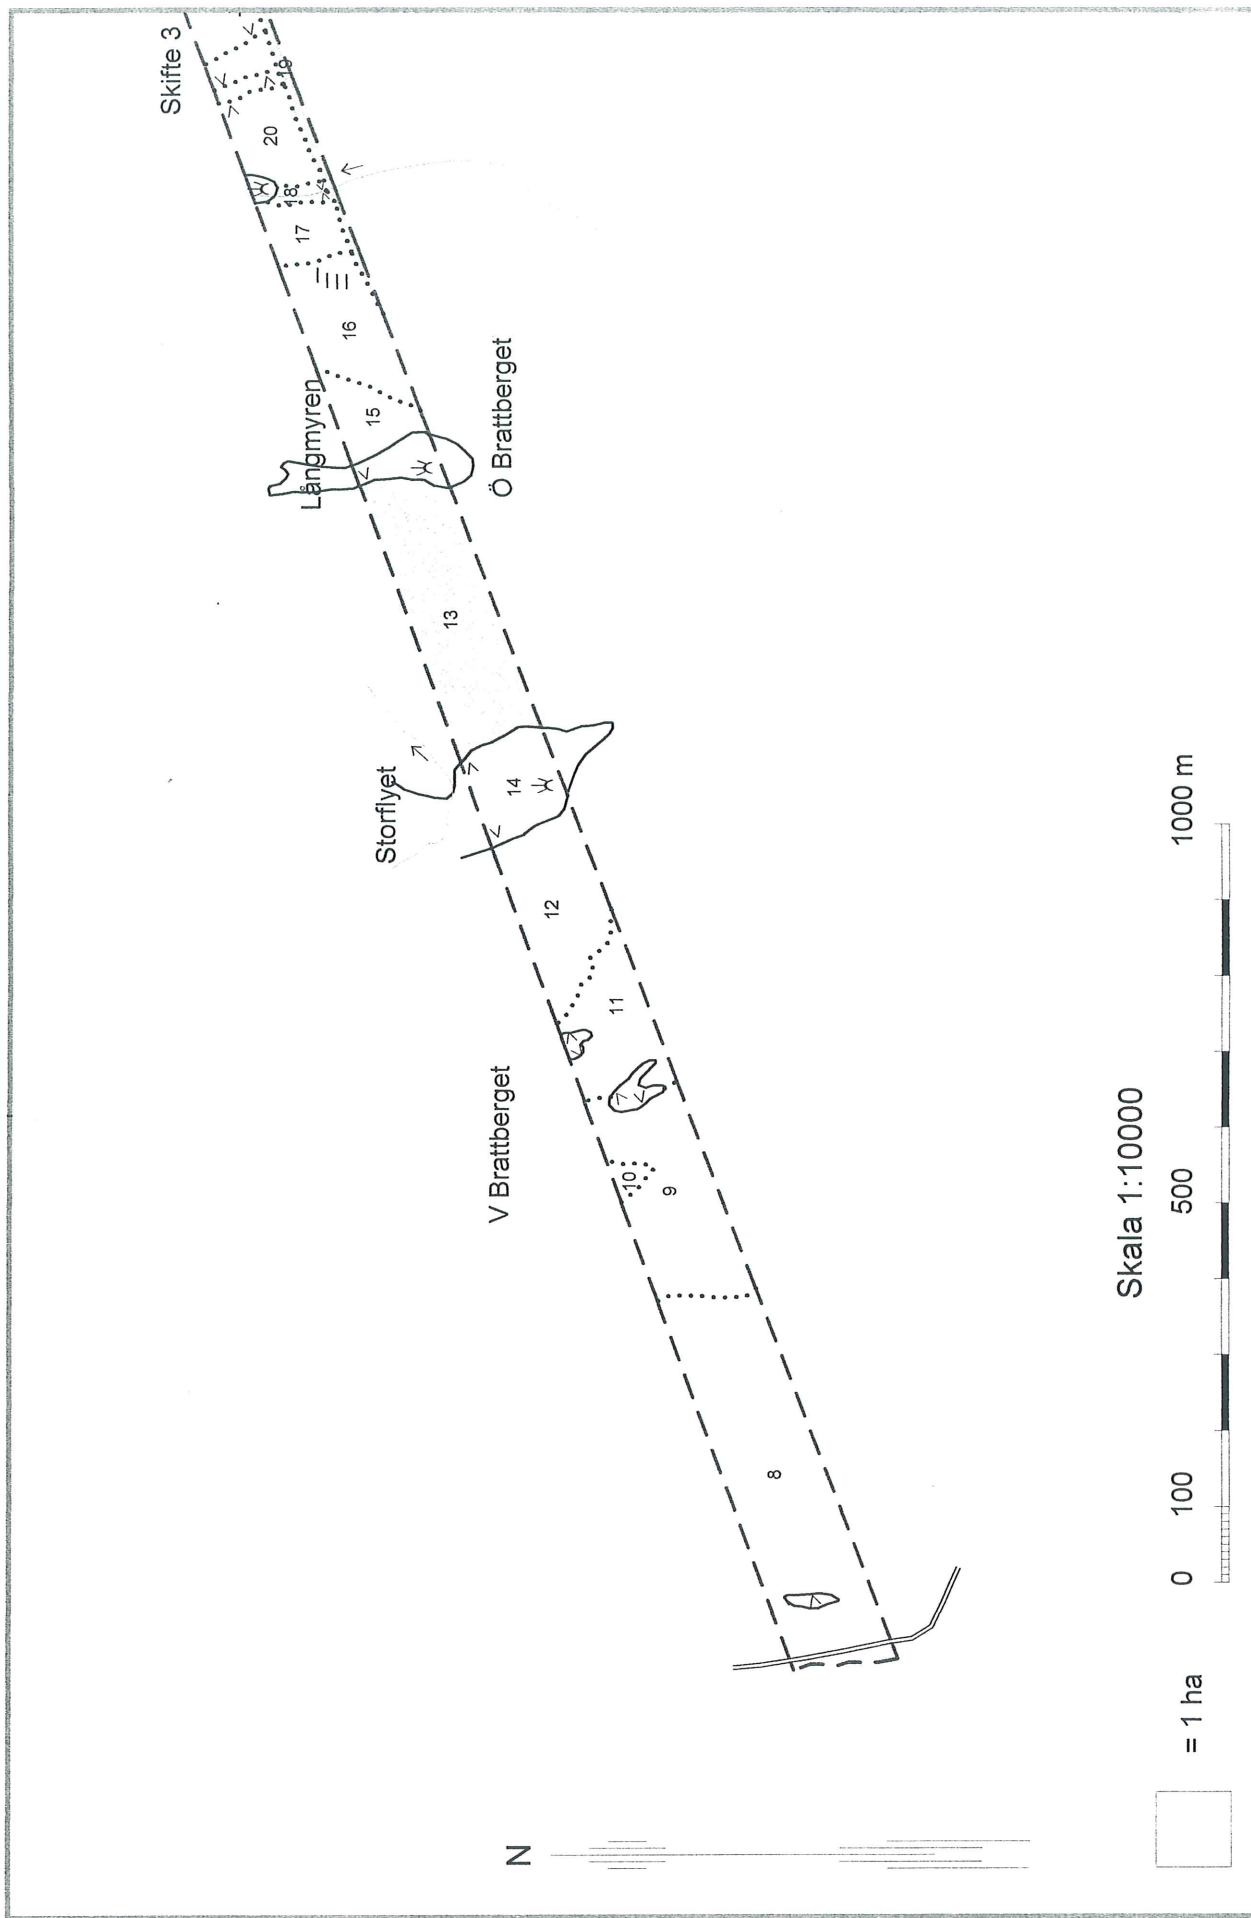 Skifte 3
19
20
18
17
16
Långmyren
15
Ö Brattberget
13
Storflyet
14
12
11
V Brattberget
10
9
8
N
Skala 1:10000
0 100 500 1000 m
= 1 ha